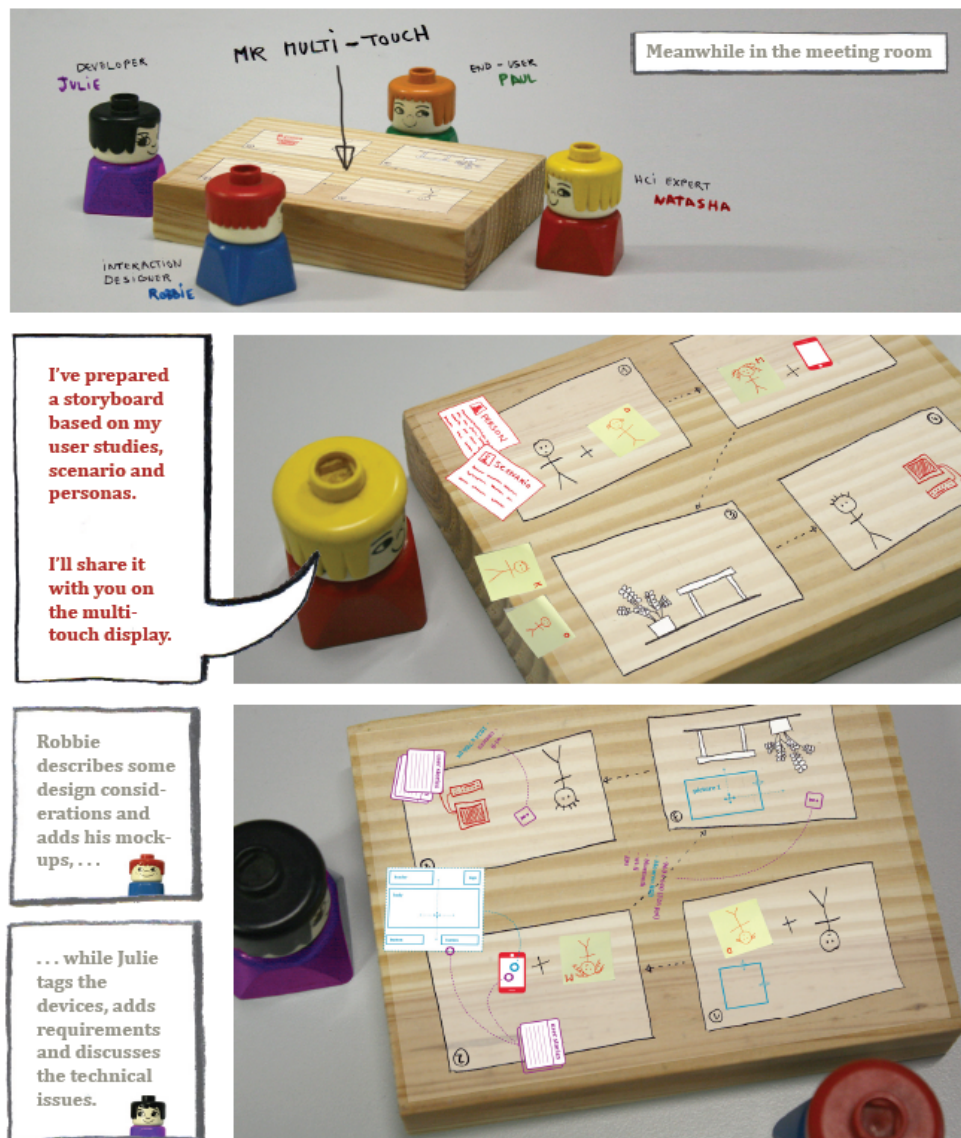 Meanwhile in the meeting room
MR MULTI-TOUCH
DEVELOPER
JULIE
END-USER
PAUL
HCI EXPERT
NATASHA
INTERACTION
DESIGNER
ROBBIE
I've prepared
a storyboard
based on my
user studies,
scenario and
personas.
I'll share it
with you on
the multi-
touch display.
PERSON
SCENARIO
Robbie
describes some
design consid-
erations and
adds his mock-
ups, . . .
. . . while Julie
tags the
devices, adds
requirements
and discusses
the technical
issues.